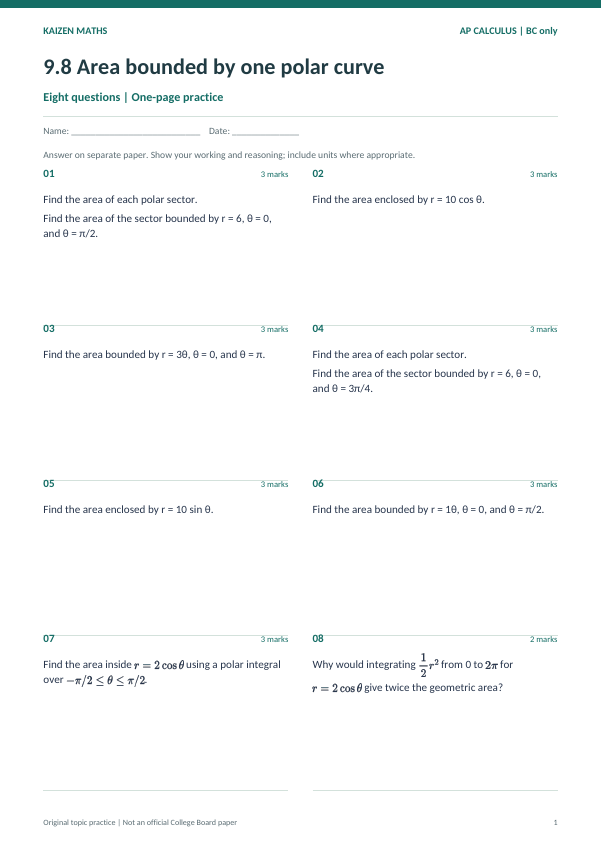 KAIZEN MATHS
AP CALCULUS | BC only
9.8 Area bounded by one polar curve
Eight questions | One-page practice
Name: ___________________________ Date: ______________
Answer on separate paper. Show your working and reasoning; include units where appropriate.
01
3 marks
Find the area of each polar sector.
Find the area of the sector bounded by r = 6, θ = 0,
and θ = π/2.
02
3 marks
Find the area enclosed by r = 10 cos θ.
03
3 marks
Find the area bounded by r = 3θ, θ = 0, and θ = π.
04
3 marks
Find the area of each polar sector.
Find the area of the sector bounded by r = 6, θ = 0,
and θ = 3π/4.
05
3 marks
Find the area enclosed by r = 10 sin θ.
06
3 marks
Find the area bounded by r = 1θ, θ = 0, and θ = π/2.
07
3 marks
Find the area inside r = 2 cos θ using a polar integral
over −π/2 ≤ θ ≤ π/2.
08
2 marks
Why would integrating 1/2 r² from 0 to 2π for
r = 2 cos θ give twice the geometric area?
Original topic practice | Not an official College Board paper
1